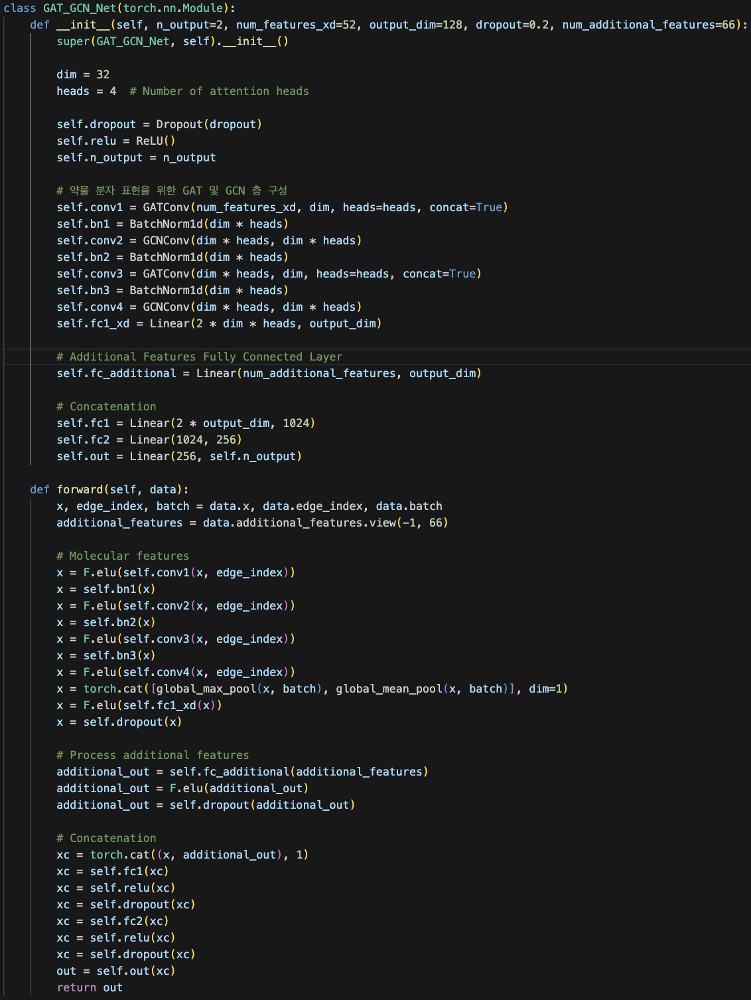 class GAT_GCN_Net(torch.nn.Module):
    def __init__(self, n_output=2, num_features_xd=52, output_dim=128, dropout=0.2, num_additional_features=66):
        super(GAT_GCN_Net, self).__init__()

        dim = 32
        heads = 4  # Number of attention heads

        self.dropout = Dropout(dropout)
        self.relu = ReLU()
        self.n_output = n_output

        # 약물 분자 표현을 위한 GAT 및 GCN 층 구성
        self.conv1 = GATConv(num_features_xd, dim, heads=heads, concat=True)
        self.bn1 = BatchNorm1d(dim * heads)
        self.conv2 = GCNConv(dim * heads, dim * heads)
        self.bn2 = BatchNorm1d(dim * heads)
        self.conv3 = GATConv(dim * heads, dim, heads=heads, concat=True)
        self.bn3 = BatchNorm1d(dim * heads)
        self.conv4 = GCNConv(dim * heads, dim * heads)
        self.fc1_xd = Linear(2 * dim * heads, output_dim)

        # Additional Features Fully Connected Layer
        self.fc_additional = Linear(num_additional_features, output_dim)

        # Concatenation
        self.fc1 = Linear(2 * output_dim, 1024)
        self.fc2 = Linear(1024, 256)
        self.out = Linear(256, self.n_output)

    def forward(self, data):
        x, edge_index, batch = data.x, data.edge_index, data.batch
        additional_features = data.additional_features.view(-1, 66)

        # Molecular features
        x = F.elu(self.conv1(x, edge_index))
        x = self.bn1(x)
        x = F.elu(self.conv2(x, edge_index))
        x = self.bn2(x)
        x = F.elu(self.conv3(x, edge_index))
        x = self.bn3(x)
        x = F.elu(self.conv4(x, edge_index))
        x = torch.cat([global_max_pool(x, batch), global_mean_pool(x, batch)], dim=1)
        x = F.elu(self.fc1_xd(x))
        x = self.dropout(x)

        # Process additional features
        additional_out = self.fc_additional(additional_features)
        additional_out = F.elu(additional_out)
        additional_out = self.dropout(additional_out)

        # Concatenation
        xc = torch.cat((x, additional_out), 1)
        xc = self.fc1(xc)
        xc = self.relu(xc)
        xc = self.dropout(xc)
        xc = self.fc2(xc)
        xc = self.relu(xc)
        xc = self.dropout(xc)
        out = self.out(xc)
        return out